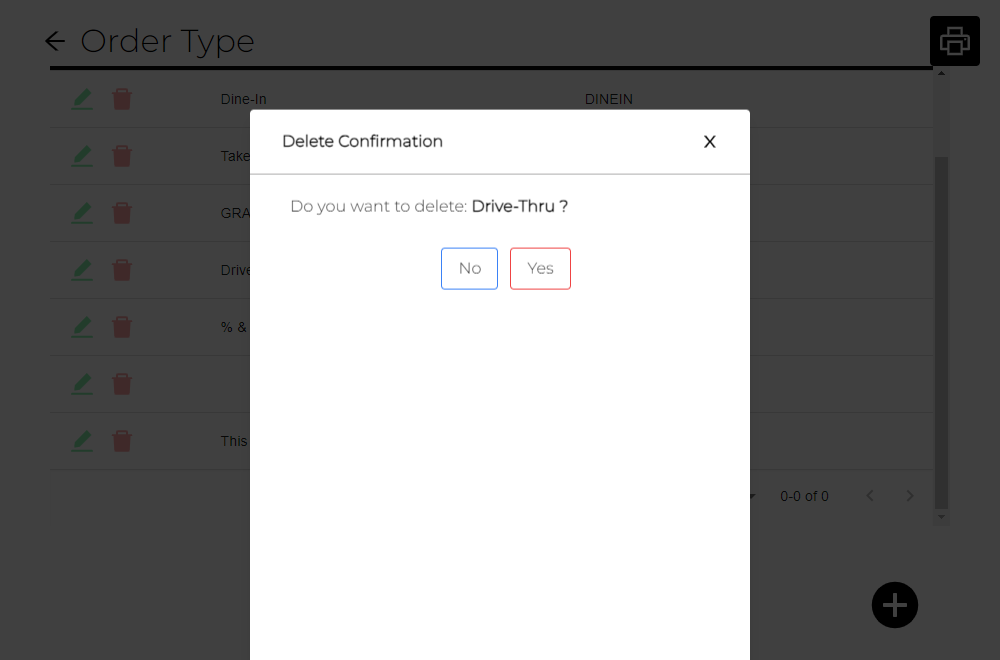 Order Type
Dine-In DINEIN
Delete Confirmation X
Take
Do you want to delete: Drive-Thru ?
GRA
No Yes
Drive
% &
This
0-0 of 0